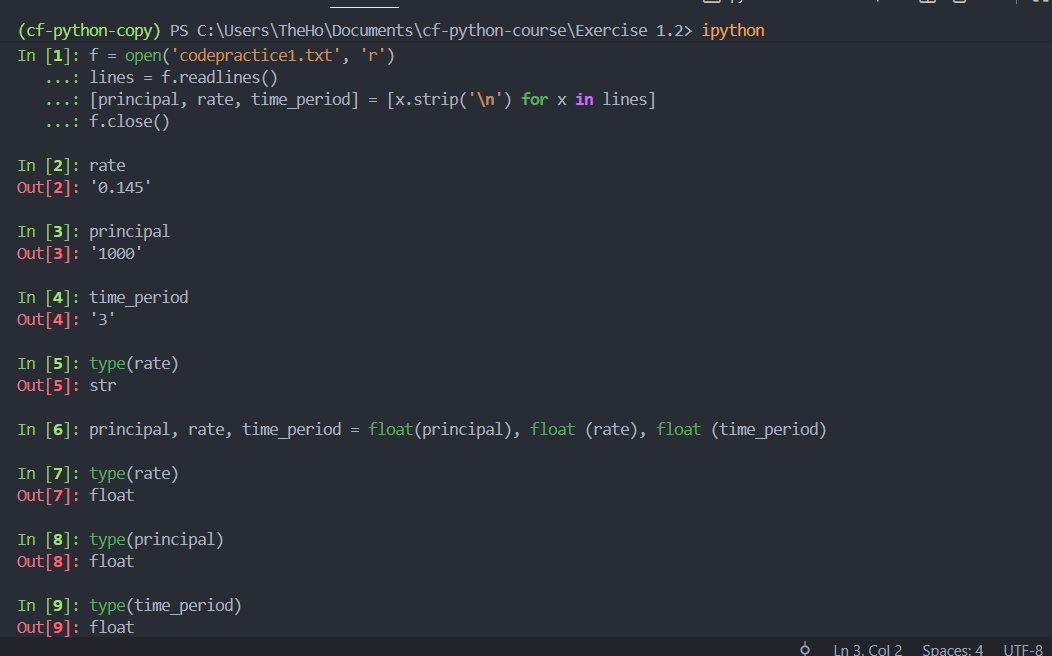 (cf-python-copy) PS C:\Users\TheHo\Documents\cf-python-course\Exercise 1.2> ipython
In [1]: f = open('codepractice1.txt', 'r')
   ...: lines = f.readlines()
   ...: [principal, rate, time_period] = [x.strip('\n') for x in lines]
   ...: f.close()

In [2]: rate
Out[2]: '0.145'

In [3]: principal
Out[3]: '1000'

In [4]: time_period
Out[4]: '3'

In [5]: type(rate)
Out[5]: str

In [6]: principal, rate, time_period = float(principal), float (rate), float (time_period)

In [7]: type(rate)
Out[7]: float

In [8]: type(principal)
Out[8]: float

In [9]: type(time_period)
Out[9]: float
Ln 3, Col 2 Spaces: 4 UTF-8